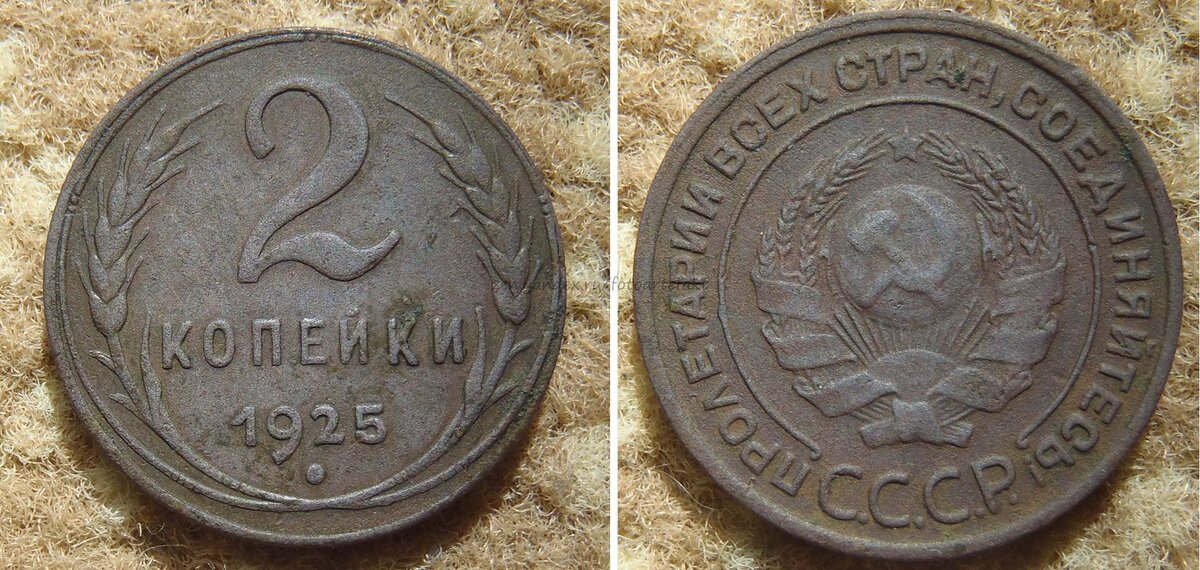 2
КОПЕЙКИ
1925
ПРОЛЕТАРИИ ВСЕХ СТРАН, СОЕДИНЯЙТЕСЬ!
С.С.С.Р.